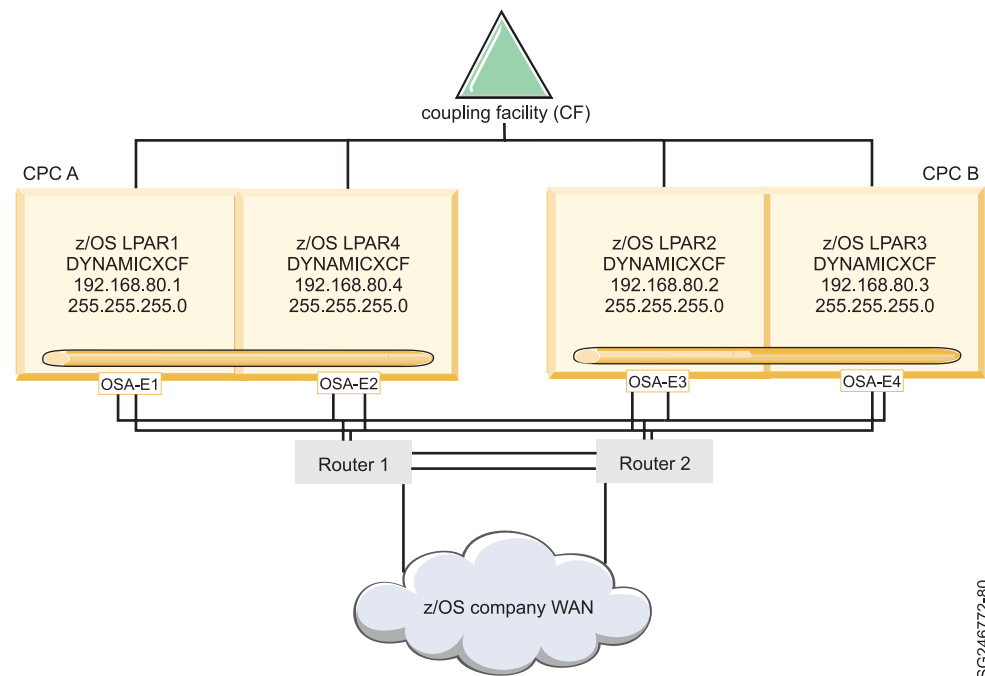 coupling facility (CF)
CPC A
CPC B
z/OS LPAR1
DYNAMICXCF
192.168.80.1
255.255.255.0
z/OS LPAR4
DYNAMICXCF
192.168.80.4
255.255.255.0
z/OS LPAR2
DYNAMICXCF
192.168.80.2
255.255.255.0
z/OS LPAR3
DYNAMICXCF
192.168.80.3
255.255.255.0
OSA-E1
OSA-E2
OSA-E3
OSA-E4
Router 1
Router 2
z/OS company WAN
SG246772-80